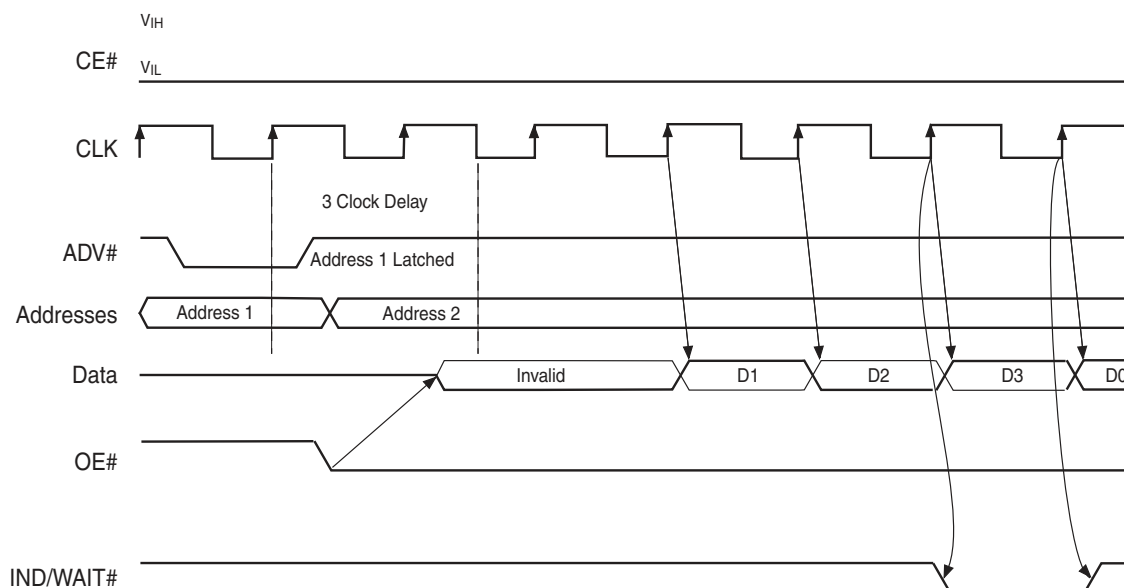 VIH
CE#
VIL
CLK
3 Clock Delay
ADV#
Address 1 Latched
Addresses
Address 1
Address 2
Data
Invalid
D1
D2
D3
D0
OE#
IND/WAIT#